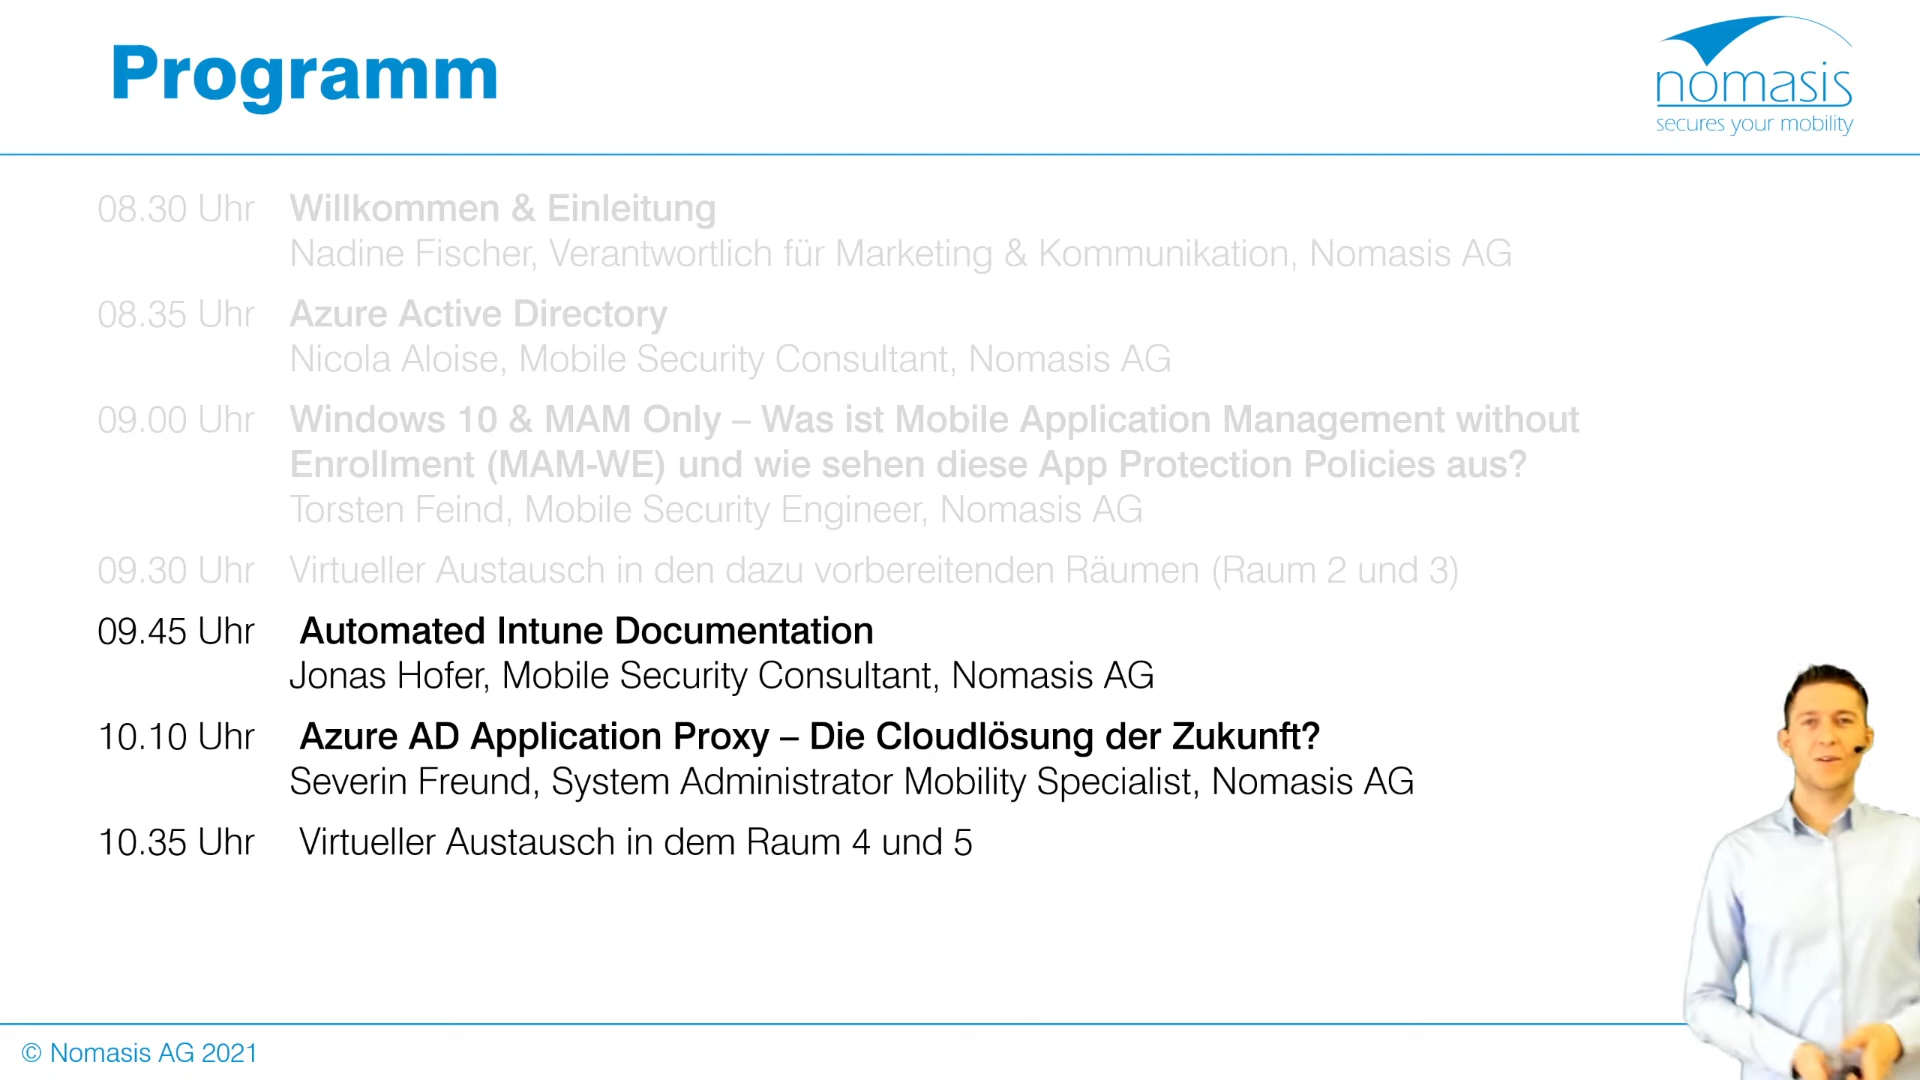 Programm
nomasis
secures your mobility
08.30 Uhr Willkommen & Einleitung
Nadine Fischer, Verantwortlich für Marketing & Kommunikation, Nomasis AG
08.35 Uhr Azure Active Directory
Nicola Aloise, Mobile Security Consultant, Nomasis AG
09.00 Uhr Windows 10 & MAM Only – Was ist Mobile Application Management without
Enrollment (MAM-WE) und wie sehen diese App Protection Policies aus?
Torsten Feind, Mobile Security Engineer, Nomasis AG
09.30 Uhr Virtueller Austausch in den dazu vorbereitenden Räumen (Raum 2 und 3)
09.45 Uhr Automated Intune Documentation
Jonas Hofer, Mobile Security Consultant, Nomasis AG
10.10 Uhr Azure AD Application Proxy – Die Cloudlösung der Zukunft?
Severin Freund, System Administrator Mobility Specialist, Nomasis AG
10.35 Uhr Virtueller Austausch in dem Raum 4 und 5
© Nomasis AG 2021